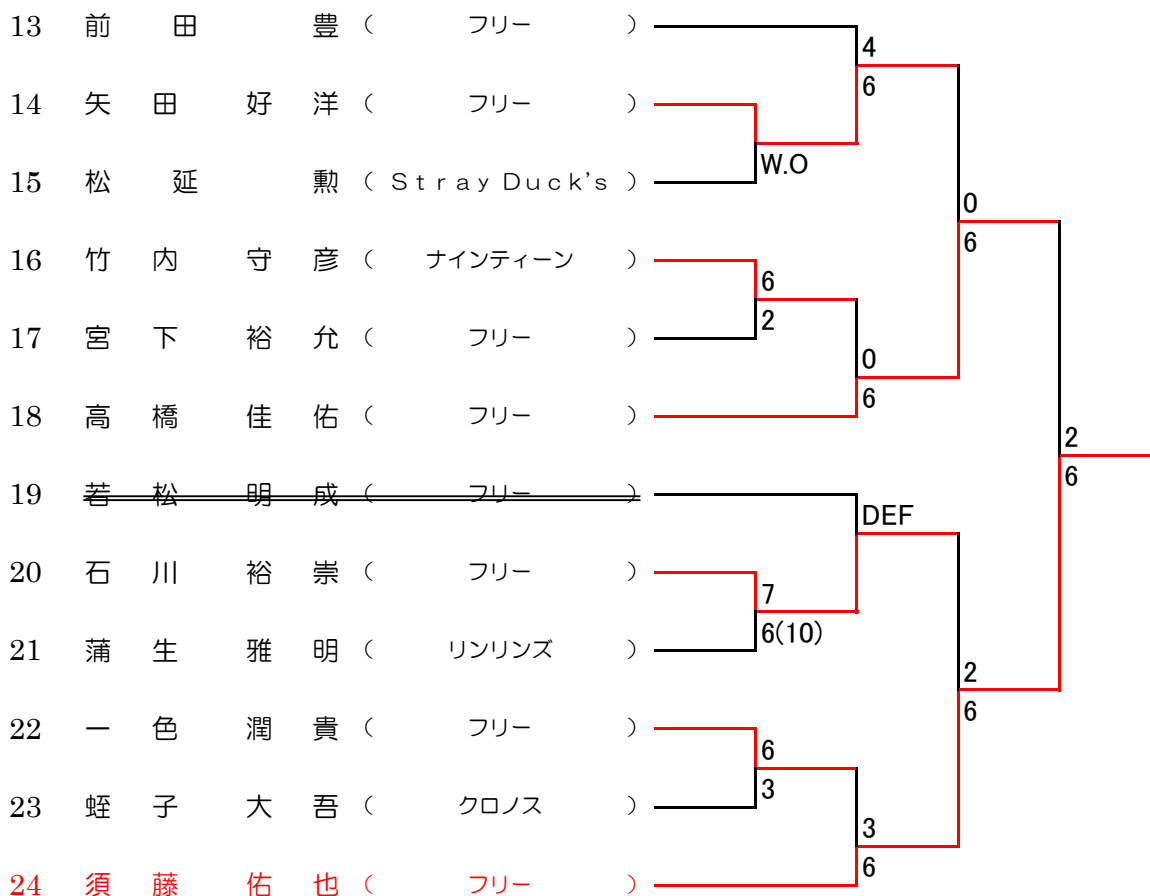 13 前田 豊 ( フリー )
4
14 矢田 好洋 ( フリー )
6
W.O
15 松延 勲 ( Stray Duck's )
0
6
16 竹内 守彦 ( ナインティーン )
6
2
17 宮下 裕允 ( フリー )
0
6
18 高橋 佳佑 ( フリー )
2
6
19 若松 明成 ( フリー )
DEF
20 石川 裕崇 ( フリー )
7
6(10)
21 蒲生 雅明 ( リンリンズ )
2
6
22 一色 潤貴 ( フリー )
6
3
23 蛭子 大吾 ( クロノス )
3
6
24 須藤 佑也 ( フリー )